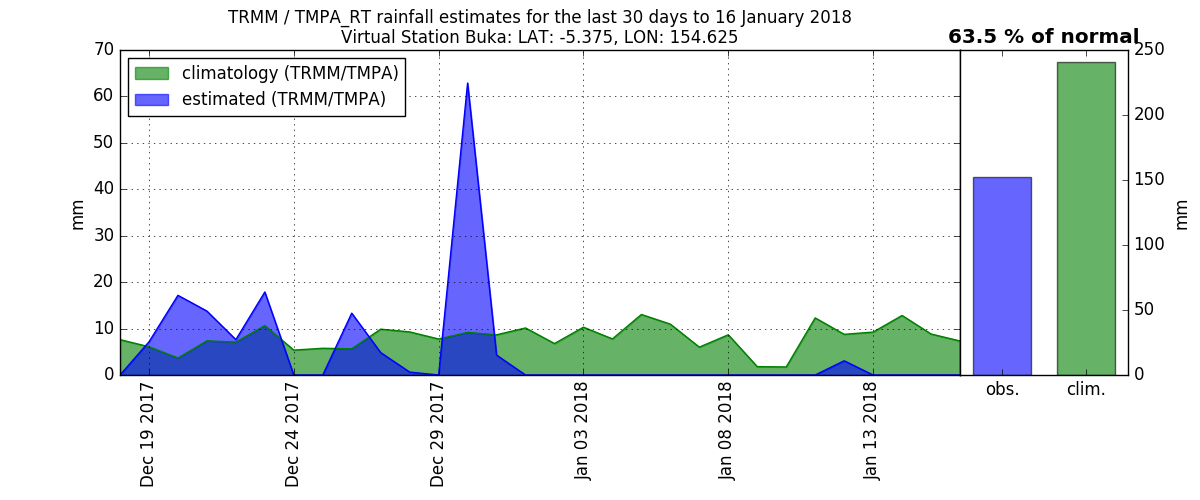 TRMM / TMPA_RT rainfall estimates for the last 30 days to 16 January 2018
Virtual Station Buka: LAT: -5.375, LON: 154.625
63.5 % of normal
climatology (TRMM/TMPA)
estimated (TRMM/TMPA)
mm
70
60
50
40
30
20
10
0
Dec 19 2017
Dec 24 2017
Dec 29 2017
Jan 03 2018
Jan 08 2018
Jan 13 2018
obs.
clim.
250
200
150
100
50
0
mm